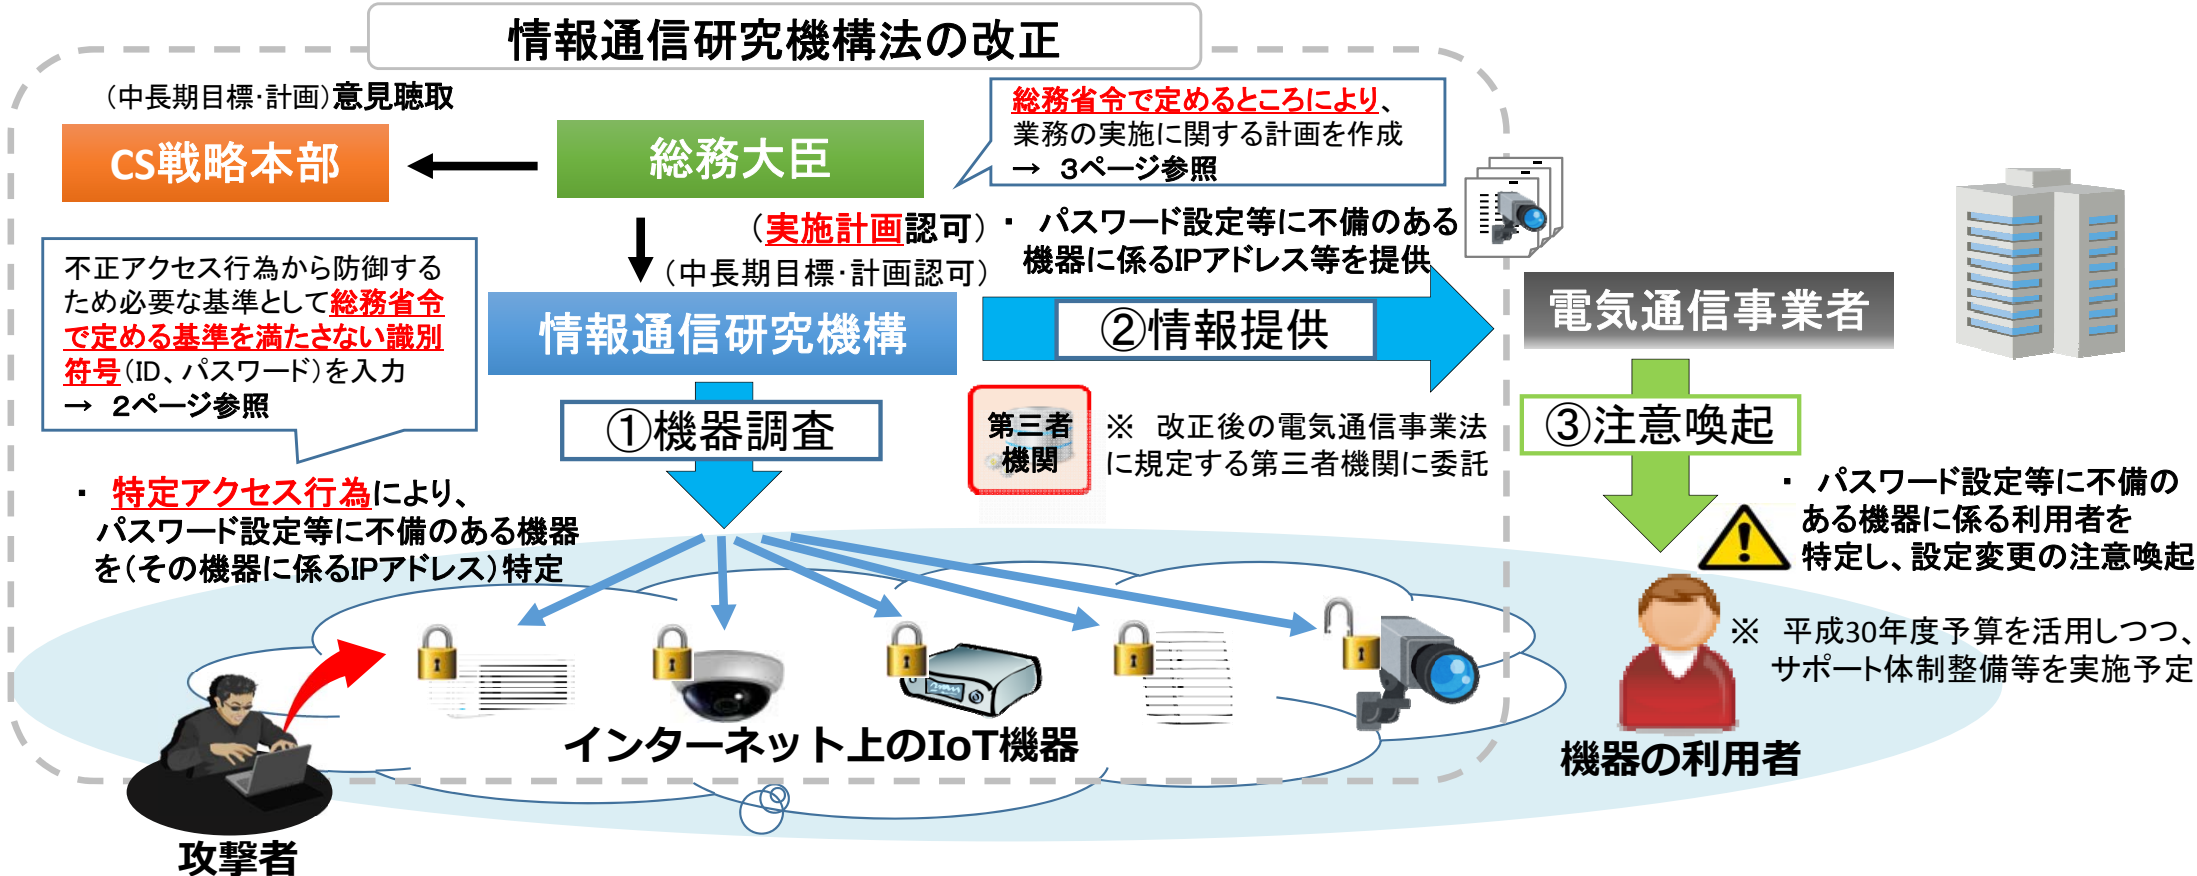 情報通信研究機構法の改正
（中長期目標･計画）意見聴取
CS戦略本部
総務大臣
総務省令で定めるところにより、
業務の実施に関する計画を作成
→ 3ページ参照
（実施計画認可）
（中長期目標･計画認可）
不正アクセス行為から防御する
ため必要な基準として総務省令
で定める基準を満たさない識別
符号（ID、パスワード）を入力
→ 2ページ参照
・ パスワード設定等に不備のある
機器に係るIPアドレス等を提供
情報通信研究機構
②情報提供
電気通信事業者
①機器調査
第三者
機関
※ 改正後の電気通信事業法
に規定する第三者機関に委託
③注意喚起
・ 特定アクセス行為により、
パスワード設定等に不備のある機器
を（その機器に係るIPアドレス）特定
・ パスワード設定等に不備の
ある機器に係る利用者を
特定し、設定変更の注意喚起
※ 平成30年度予算を活用しつつ、
サポート体制整備等を実施予定
インターネット上のIoT機器
機器の利用者
攻撃者